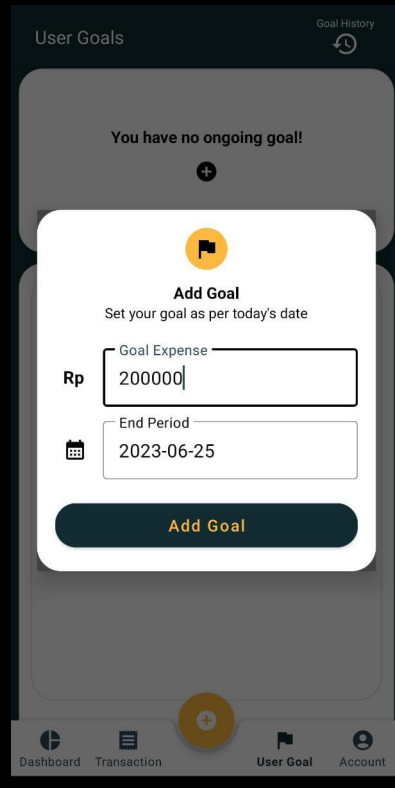 Goal History
User Goals
You have no ongoing goal!
Add Goal
Set your goal as per today's date
Goal Expense
Rp
200000
End Period
2023-06-25
Add Goal
Dashboard
Transaction
User Goal
Account